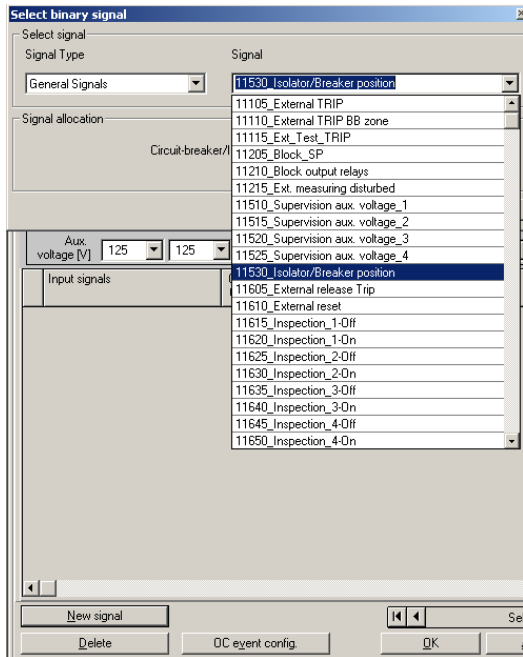 Select binary signal
Select signal
Signal Type
Signal
General Signals
11530_Isolator/Breaker position
11105_External TRIP
11110_External TRIP BB zone
11115_Ext_Test_TRIP
11205_Block_SP
11210_Block output relays
11215_Ext. measuring disturbed
11510_Supervision aux. voltage_1
11515_Supervision aux. voltage_2
11520_Supervision aux. voltage_3
11525_Supervision aux. voltage_4
11530_Isolator/Breaker position
11605_External release Trip
11610_External reset
11615_Inspection_1-Off
11620_Inspection_1-On
11625_Inspection_2-Off
11630_Inspection_2-On
11635_Inspection_3-Off
11640_Inspection_3-On
11645_Inspection_4-Off
11650_Inspection_4-On
Signal allocation
Circuit-breaker/I
Aux.
voltage [V] 125 125
Input signals
New signal
Se
Delete
OC event config.
OK